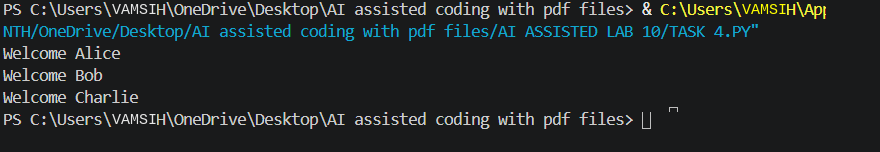 PS C:\Users\VAMSIH\OneDrive\Desktop\AI assisted coding with pdf files> & C:\Users\VAMSIH\App
NTH/OneDrive/Desktop/AI assisted coding with pdf files/AI ASSISTED LAB 10/TASK 4.PY"
Welcome Alice
Welcome Bob
Welcome Charlie
PS C:\Users\VAMSIH\OneDrive\Desktop\AI assisted coding with pdf files>